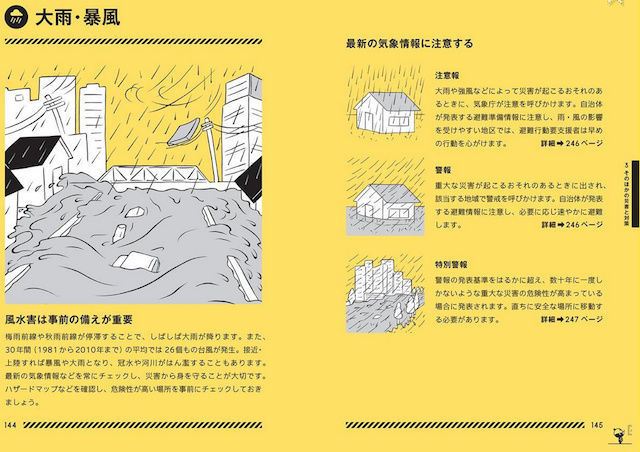 大雨・暴風
風水害は事前の備えが重要
梅雨前線や秋雨前線が停滞することで、しばしば大雨が降ります。また、
30年間（1981から2010年まで）の平均では26個もの台風が発生。接近・
上陸すれば暴風や大雨となり、冠水や河川がはん濫することもあります。
最新の気象情報などを常にチェックし、災害から身を守ることが大切です。
ハザードマップなどを確認し、危険性が高い場所を事前にチェックしておき
ましょう。
144
最新の気象情報に注意する
注意報
大雨や強風などによって災害が起こるおそれのあ
るときに、気象庁が注意を呼びかけます。自治体
が発表する避難準備情報に注意し、雨・風の影響
を受けやすい地区では、避難行動要支援者は早め
の行動を心がけます。 詳細➡246ページ
警報
重大な災害が起こるおそれのあるときに出され、
該当する地域で警戒を呼びかけます。自治体が発表
する避難情報に注意し、必要に応じ速やかに避難
します。 詳細➡246ページ
特別警報
警報の発表基準をはるかに超え、数十年に一度し
かないような重大な災害の危険性が高まっている
場合に発表されます。直ちに安全な場所に移動す
る必要があります。 詳細➡247ページ
3 そのほかの災害と対策
145